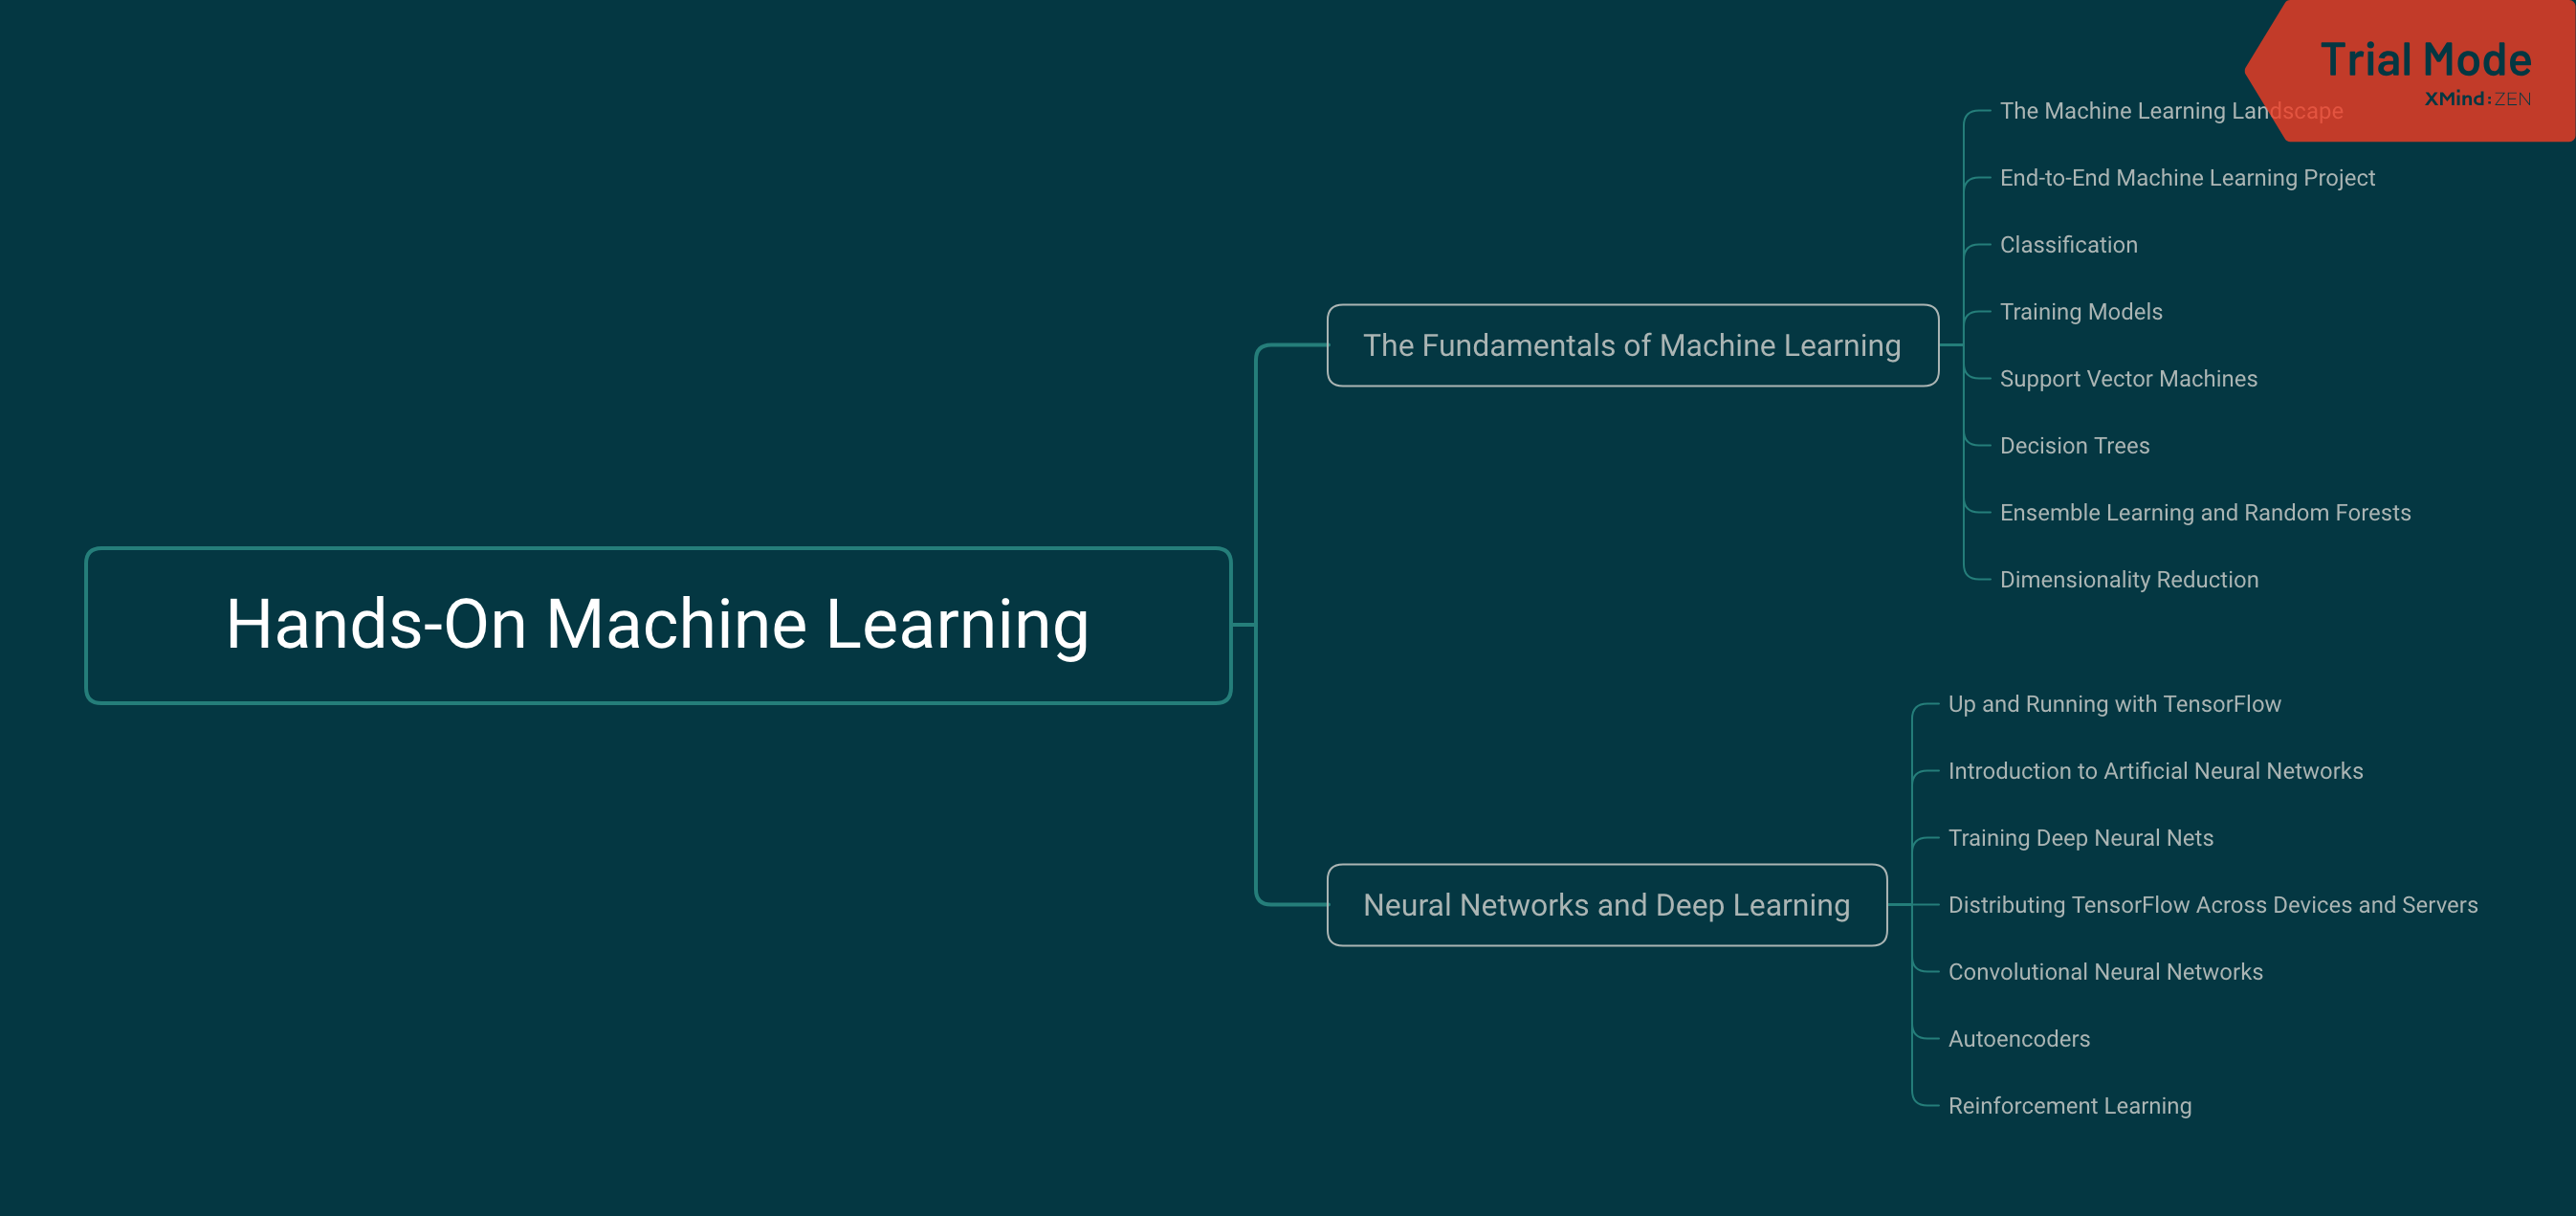 Trial Mode
XMind:ZEN
Hands-On Machine Learning
The Fundamentals of Machine Learning
The Machine Learning Landscape
End-to-End Machine Learning Project
Classification
Training Models
Support Vector Machines
Decision Trees
Ensemble Learning and Random Forests
Dimensionality Reduction
Neural Networks and Deep Learning
Up and Running with TensorFlow
Introduction to Artificial Neural Networks
Training Deep Neural Nets
Distributing TensorFlow Across Devices and Servers
Convolutional Neural Networks
Autoencoders
Reinforcement Learning